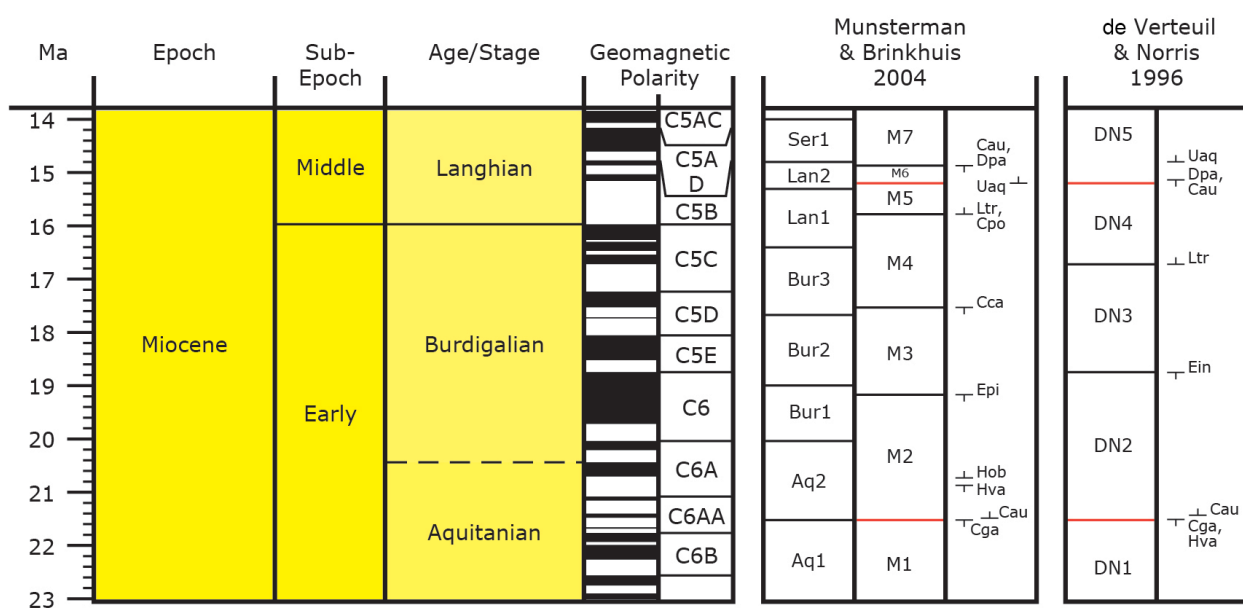 Ma
Epoch
Sub-
Epoch
Age/Stage
Geomagnetic
Polarity
Munsterman
& Brinkhuis
2004
de Verteuil
& Norris
1996
14
15
16
17
18
19
20
21
22
23
Miocene
Middle
Early
Langhian
Burdigalian
Aquitanian
C5AC
C5A
D
C5B
C5C
C5D
C5E
C6
C6A
C6AA
C6B
Ser1
Lan2
Lan1
Bur3
Bur2
Bur1
Aq2
Aq1
M7
M6
M5
M4
M3
M2
M1
Cau,
Dpa
Uaq
Ltr,
Cpo
Cca
Epi
Hob
Hva
Cau
Cga
DN5
DN4
DN3
DN2
DN1
Uaq
Dpa,
Cau
Ltr
Ein
Cau
Cga,
Hva